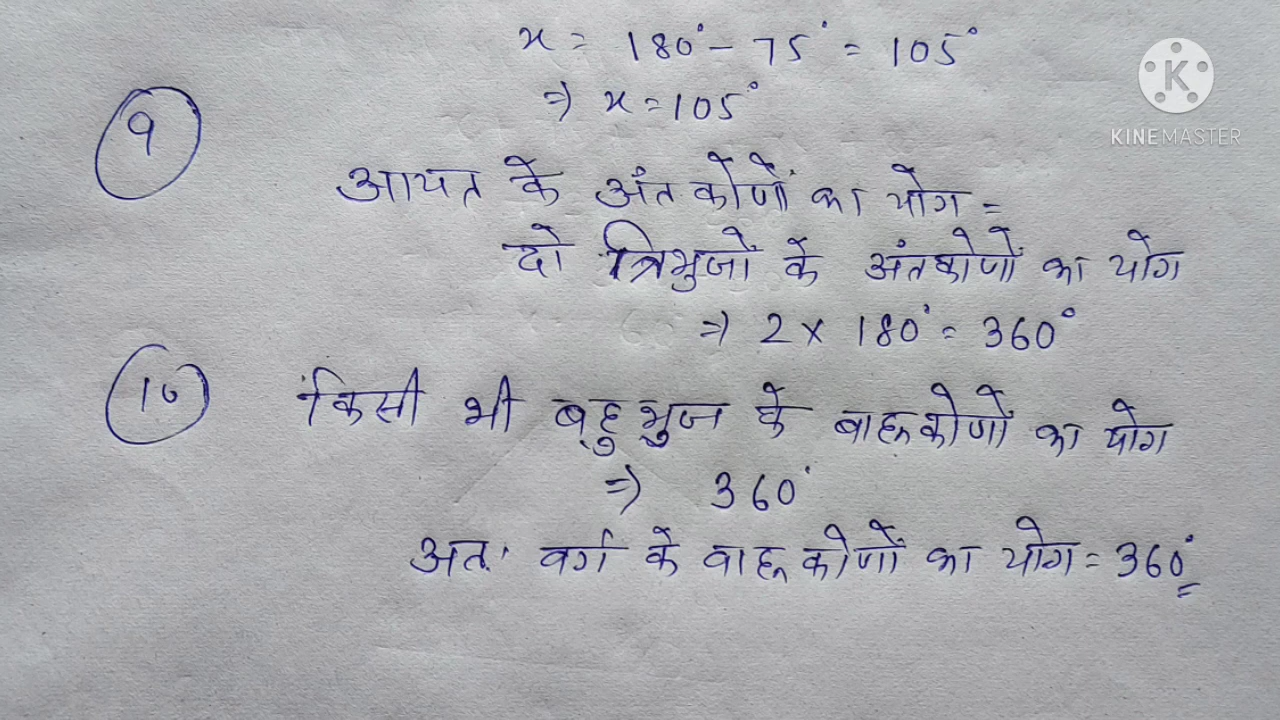 x = 180° - 75° = 105°
⇒ x = 105°
KINEMASTER
9
आयत के अंत कोणों का योग =
दो त्रिभुजों के अंतकोणों का योग
⇒ 2 × 180° = 360°
10
किसी भी बहुभुज के बाह्यकोणों का योग
⇒ 360°
अतः वर्ग के बाह्य कोणों का योग = 360°